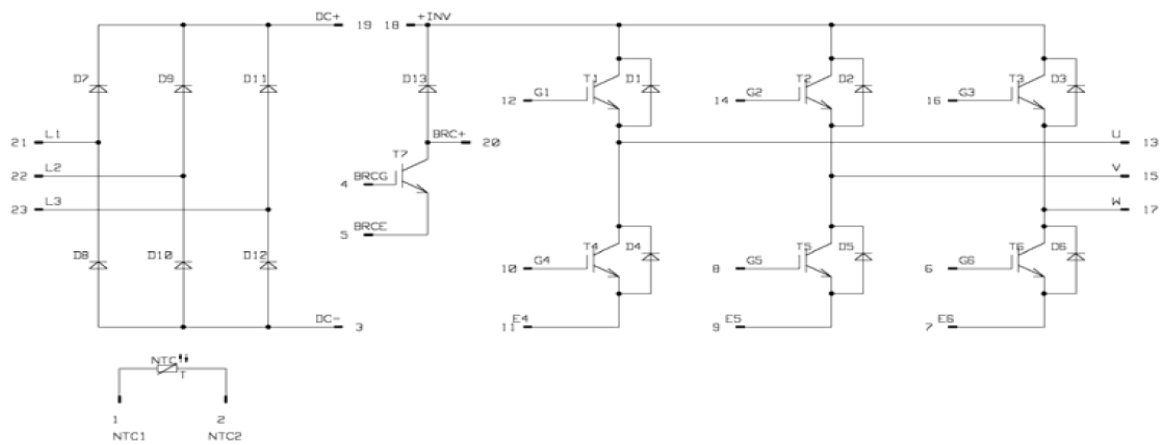 DC+ 19 18 +INV
D7 D9 D11 D13 T1 D1 T2 D2 T3 D3
12 G1 14 G2 16 G3
21 L1 BRC+ 20 U 13
T7
22 L2 4 BRCG V 15
23 L3 W 17
5 BRCE
D8 D10 D12 T4 D4 T5 D5 T6 D6
10 G4 8 G5 6 G6
DC- 3 11 E4 9 E5 7 E6
NTC
T
1 2
NTC1 NTC2